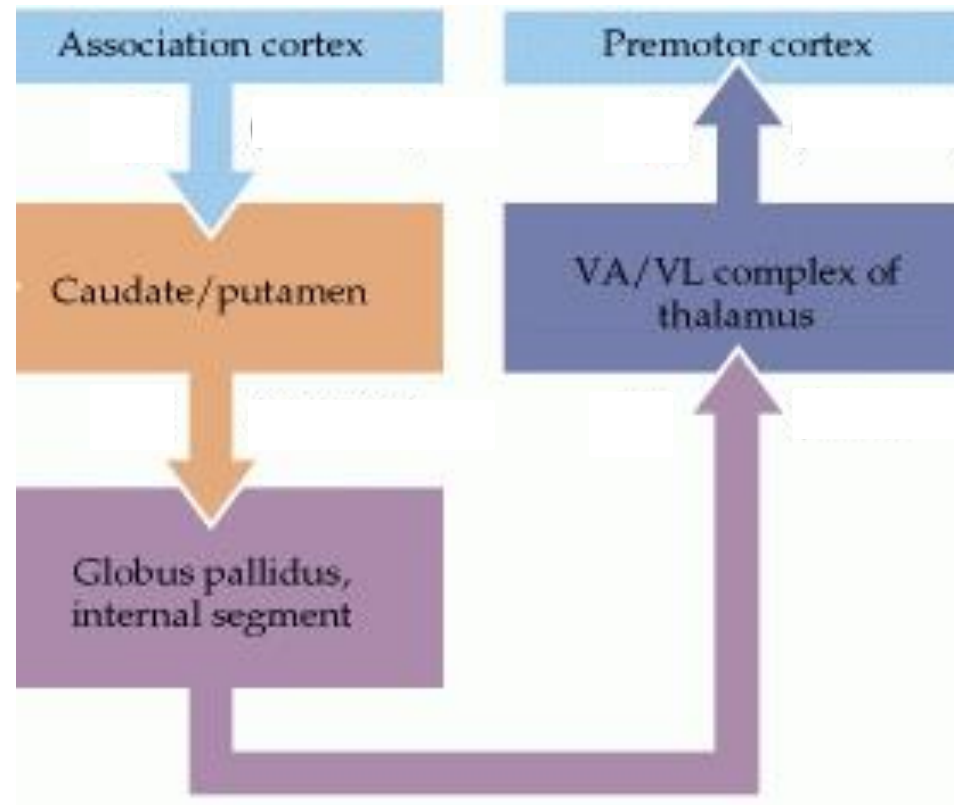 Association cortex
Premotor cortex
Caudate/putamen
VA/VL complex of
thalamus
Globus pallidus,
internal segment